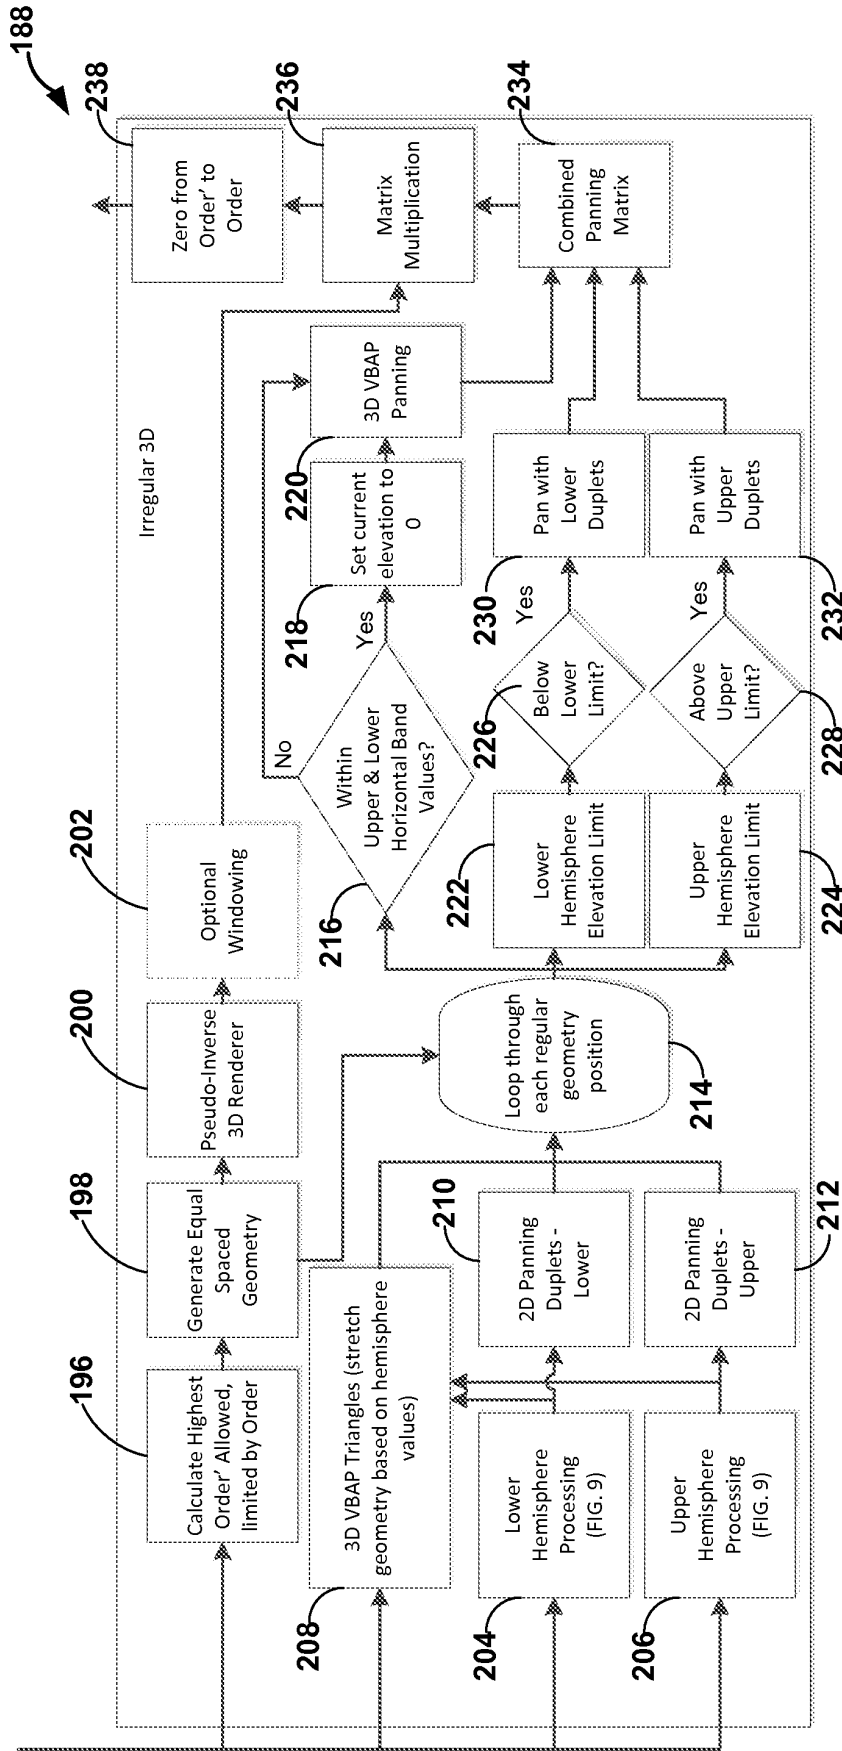 188
Irregular 3D
196
Calculate Highest
Order' Allowed,
limited by Order
198
Generate Equal
Spaced
Geometry
200
Pseudo-Inverse
3D Renderer
202
Optional
Windowing
238
Zero from
Order' to
Order
236
Matrix
Multiplication
234
Combined
Panning
Matrix
208
3D VBAP Triangles (stretch
geometry based on hemisphere
values)
204
Lower
Hemisphere
Processing
(FIG. 9)
206
Upper
Hemisphere
Processing
(FIG. 9)
210
2D Panning
Duplets -
Lower
212
2D Panning
Duplets -
Upper
214
Loop through
each regular
geometry
position
216
Within
Upper & Lower
Horizontal Band
Values?
No
Yes
218
Set current
elevation to
0
220
3D VBAP
Panning
222
Lower
Hemisphere
Elevation Limit
224
Upper
Hemisphere
Elevation Limit
226
Below
Lower
Limit?
Yes
228
Above
Upper
Limit?
Yes
230
Pan with
Lower
Duplets
232
Pan with
Upper
Duplets